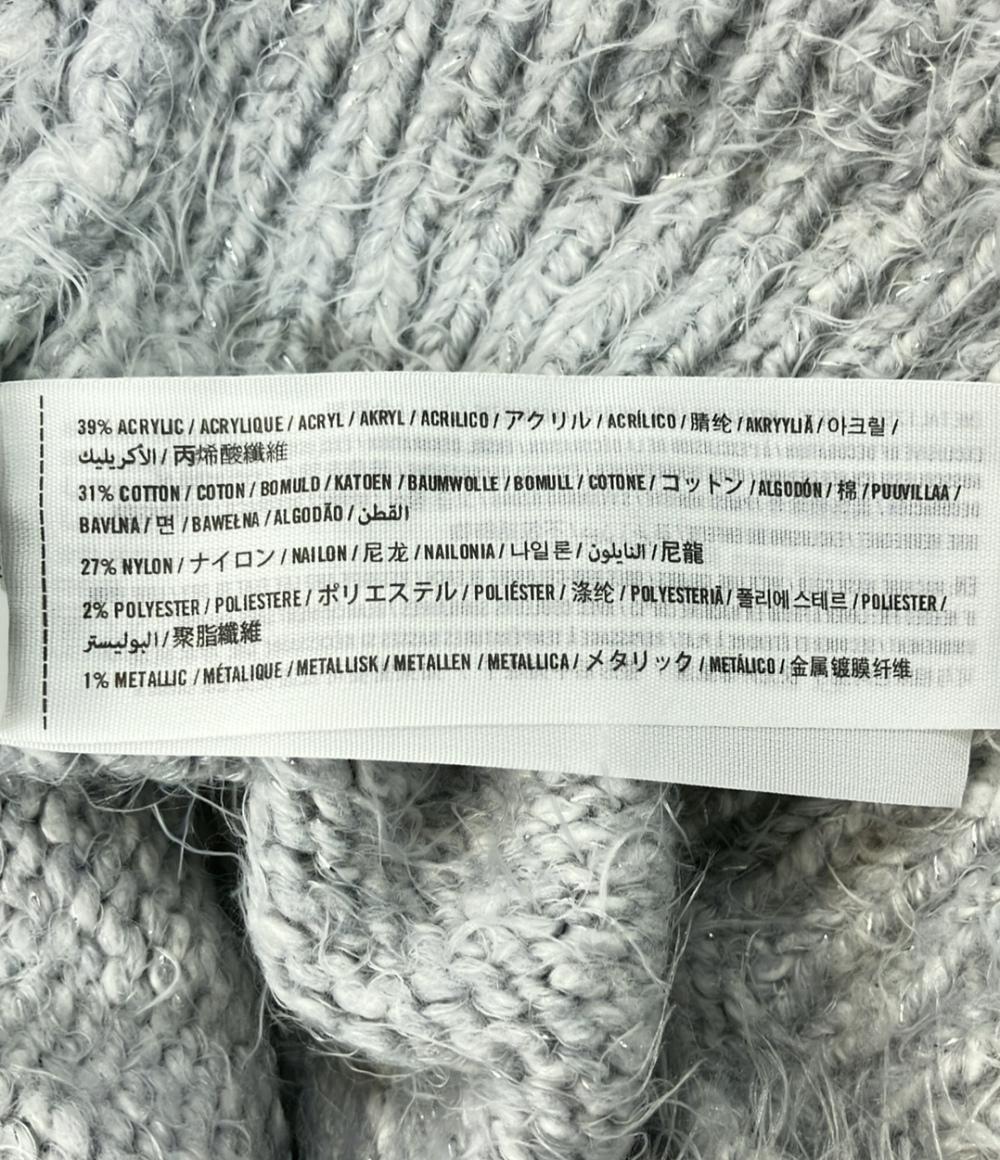 39% ACRYLIC / ACRYLIQUE / ACRYL / AKRYL / ACRILICO / アクリル / ACRÍLICO / 腈纶 / AKRYYLIÄ / 아크릴 /
الأكريليك / 丙烯酸纖維
31% COTTON / COTON / BOMULD / KATOEN / BAUMWOLLE / BOMULL / COTONE / コットン / ALGODÓN / 棉 / PUUVILLAA /
BAVLNA / 면 / BAWEŁNA / ALGODÃO / القطن
27% NYLON / ナイロン / NAILON / 尼龙 / NAILONIA / 나일론 / النايلون / 尼龍
2% POLYESTER / POLIESTERE / ポリエステル / POLIÉSTER / 涤纶 / POLYESTERIÄ / 폴리에스테르 / POLIESTER /
البوليستر / 聚脂纖維
1% METALLIC / MÉTALIQUE / METALLISK / METALLEN / METALLICA / メタリック / METÁLICO / 金属镀膜纤维